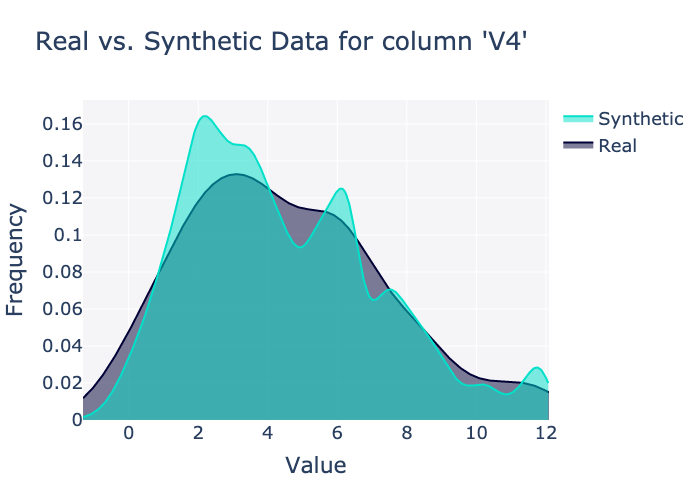 Real vs. Synthetic Data for column 'V4'
Synthetic
Real
0.16
0.14
0.12
0.1
0.08
0.06
0.04
0.02
0
Frequency
0 2 4 6 8 10 12
Value